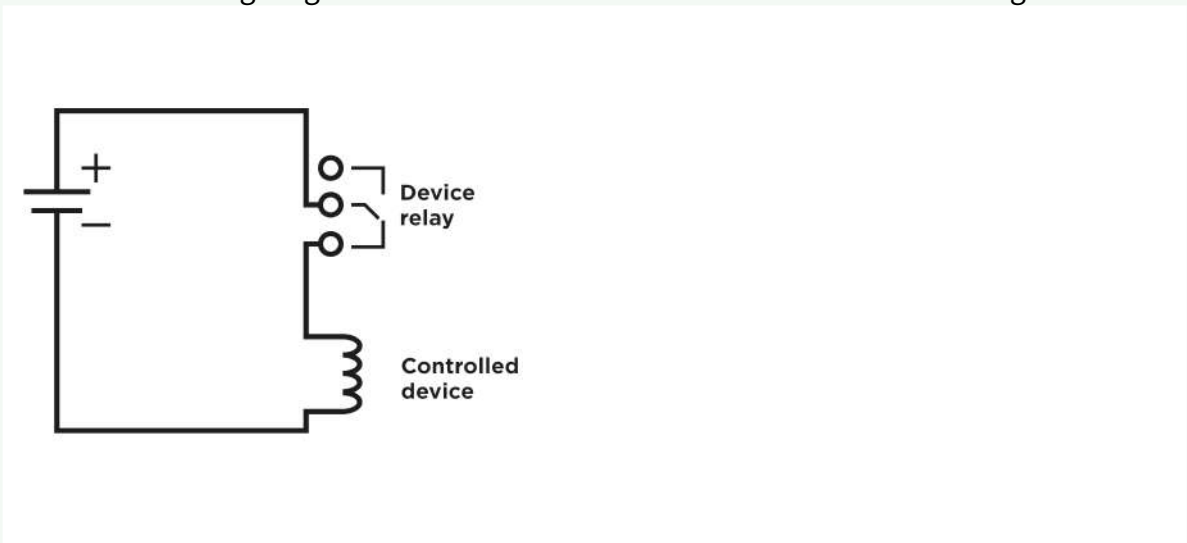 +
Device
relay
–
Controlled
device